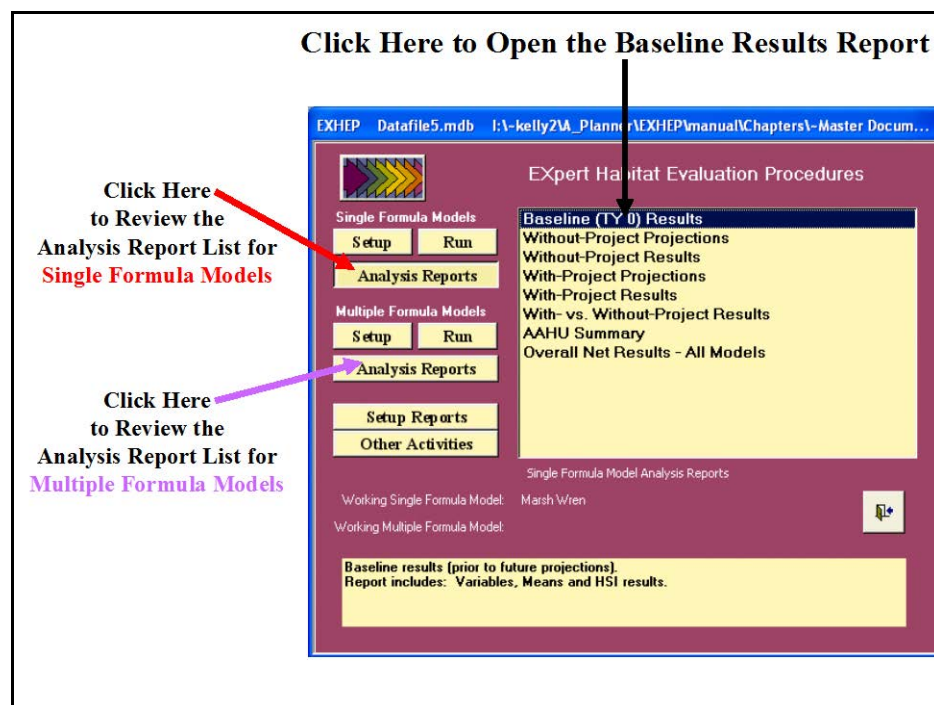 Click Here to Open the Baseline Results Report
EXHEP Datafile5.mdb I:\-kelly2\A_Planner\EXHEP\manual\Chapters\-Master Docum...
EXpert Habitat Evaluation Procedures
Click Here
to Review the
Analysis Report List for
Single Formula Models
Single Formula Models
Setup Run
Analysis Reports
Multiple Formula Models
Setup Run
Analysis Reports
Setup Reports
Other Activities
Baseline (TY 0) Results
Without-Project Projections
Without-Project Results
With-Project Projections
With-Project Results
With- vs. Without-Project Results
AAHU Summary
Overall Net Results - All Models
Click Here
to Review the
Analysis Report List for
Multiple Formula Models
Single Formula Model Analysis Reports
Working Single Formula Model: Marsh Wren
Working Multiple Formula Model:
Baseline results (prior to future projections).
Report includes: Variables, Means and HSI results.